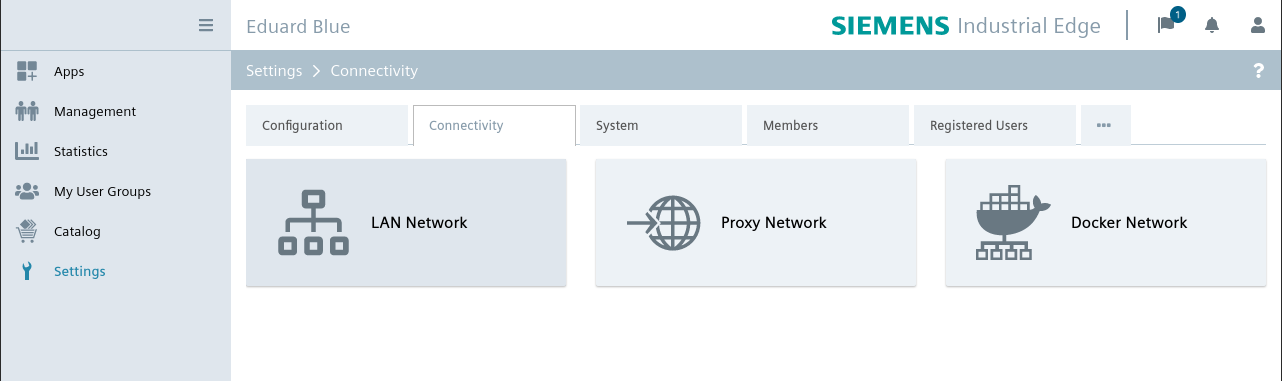 Eduard Blue
SIEMENS Industrial Edge
1
Settings > Connectivity
?
Apps
Management
Statistics
My User Groups
Catalog
Settings
Configuration
Connectivity
System
Members
Registered Users
•••
LAN Network
Proxy Network
Docker Network